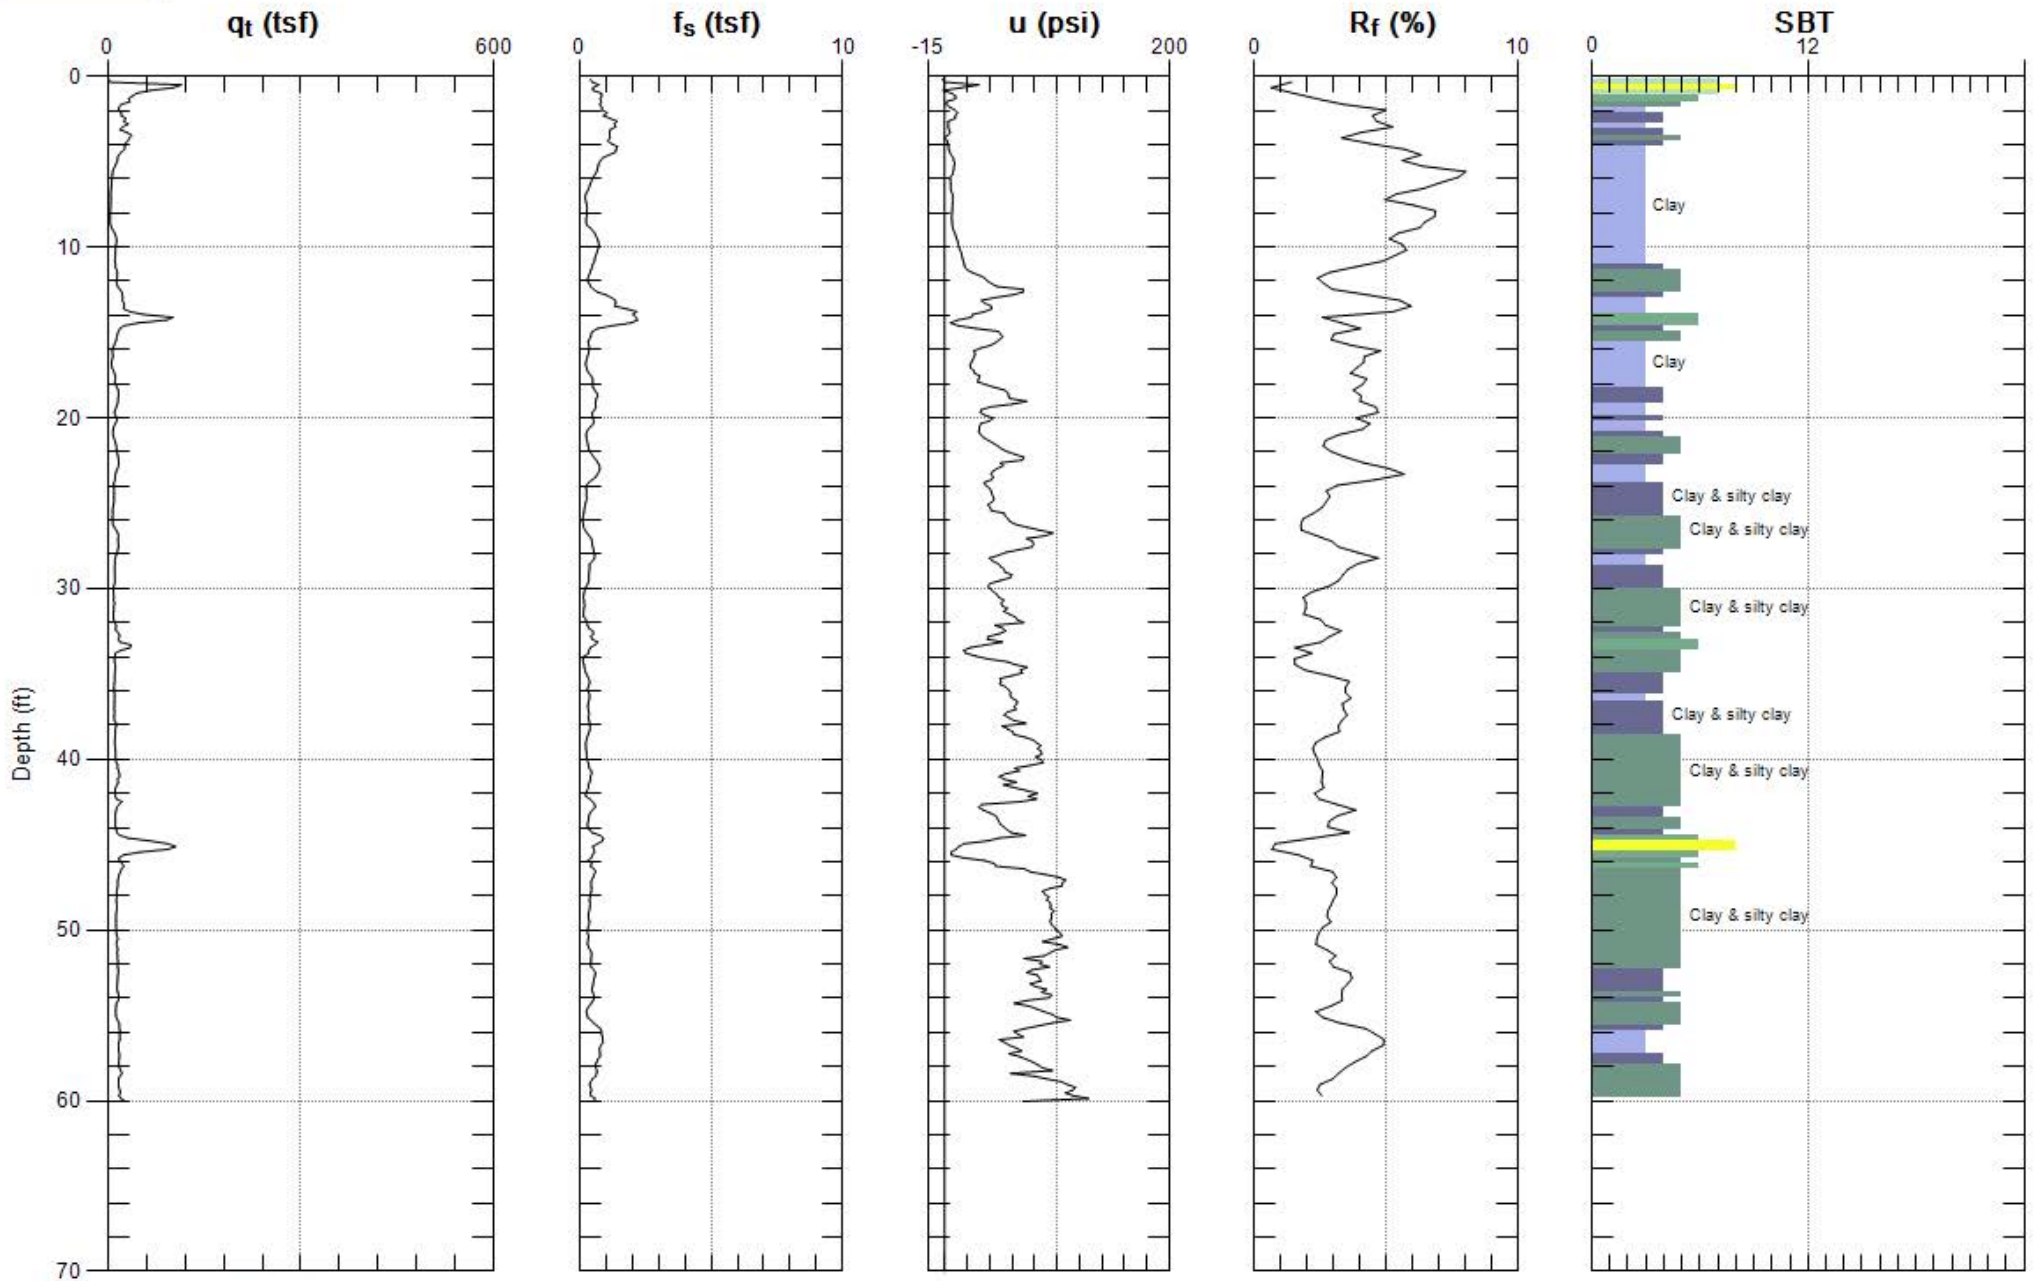 qt (tsf)
fs (tsf)
u (psi)
Rf (%)
SBT
0
600
0
10
-15
200
0
10
0
12
0
10
20
30
40
50
60
70
Depth (ft)
Clay
Clay
Clay & silty clay
Clay & silty clay
Clay & silty clay
Clay & silty clay
Clay & silty clay
Clay & silty clay